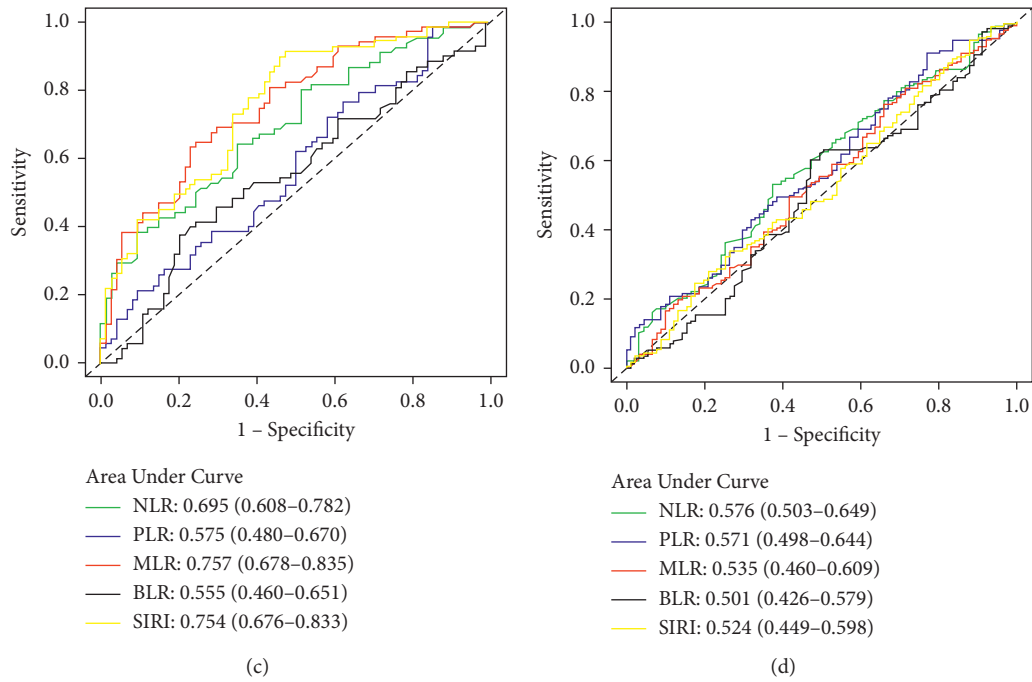 1.0
0.8
0.6
0.4
0.2
0.0
Sensitivity
0.0 0.2 0.4 0.6 0.8 1.0
1 – Specificity
Area Under Curve
NLR: 0.695 (0.608–0.782)
PLR: 0.575 (0.480–0.670)
MLR: 0.757 (0.678–0.835)
BLR: 0.555 (0.460–0.651)
SIRI: 0.754 (0.676–0.833)
(c)
1.0
0.8
0.6
0.4
0.2
0.0
Sensitivity
0.0 0.2 0.4 0.6 0.8 1.0
1 – Specificity
Area Under Curve
NLR: 0.576 (0.503–0.649)
PLR: 0.571 (0.498–0.644)
MLR: 0.535 (0.460–0.609)
BLR: 0.501 (0.426–0.579)
SIRI: 0.524 (0.449–0.598)
(d)